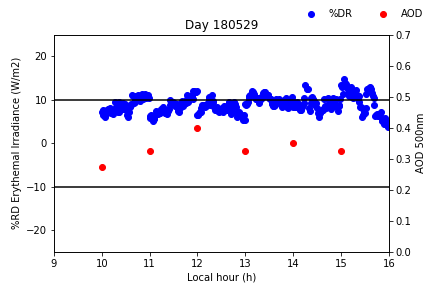 %DR AOD
Day 180529
%RD Erythemal Irradiance (W/m2)
20
10
0
−10
−20
0.7
0.6
0.5
0.4
0.3
0.2
0.1
0.0
AOD 500nm
9 10 11 12 13 14 15 16
Local hour (h)